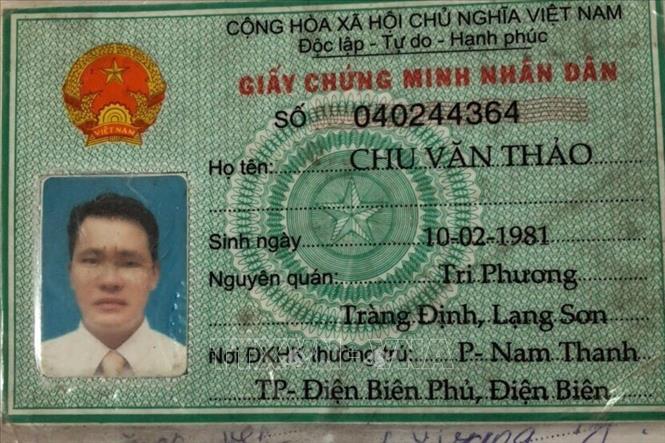 CỘNG HÒA XÃ HỘI CHỦ NGHĨA VIỆT NAM
Độc lập - Tự do - Hạnh phúc
GIẤY CHỨNG MINH NHÂN DÂN
SỐ 040244364
Họ tên: CHU VĂN THẢO
Sinh ngày 10-02-1981
Nguyên quán: Tri Phương
Tràng Định, Lạng Sơn
Nơi ĐKHK thường trú: P- Nam Thanh
TP- Điện Biên Phủ, Điện Biên
VIỆT NAM